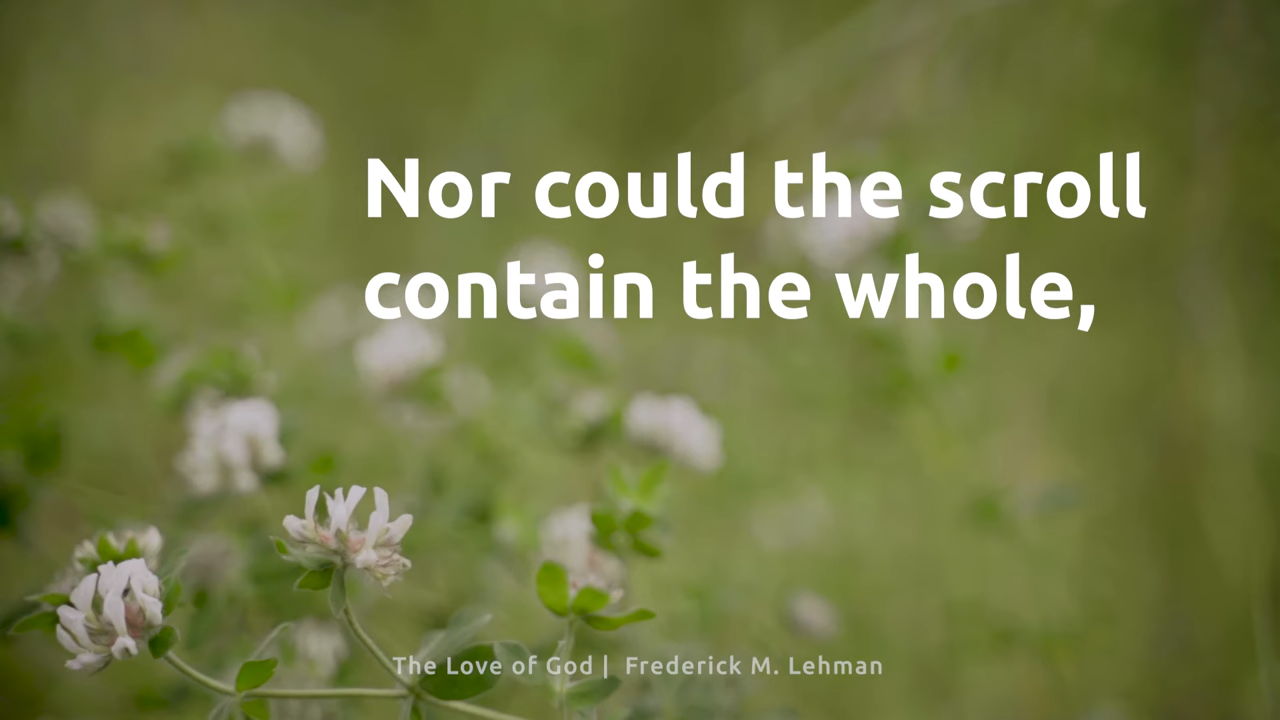 Nor could the scroll
contain the whole,
The Love of God | Frederick M. Lehman